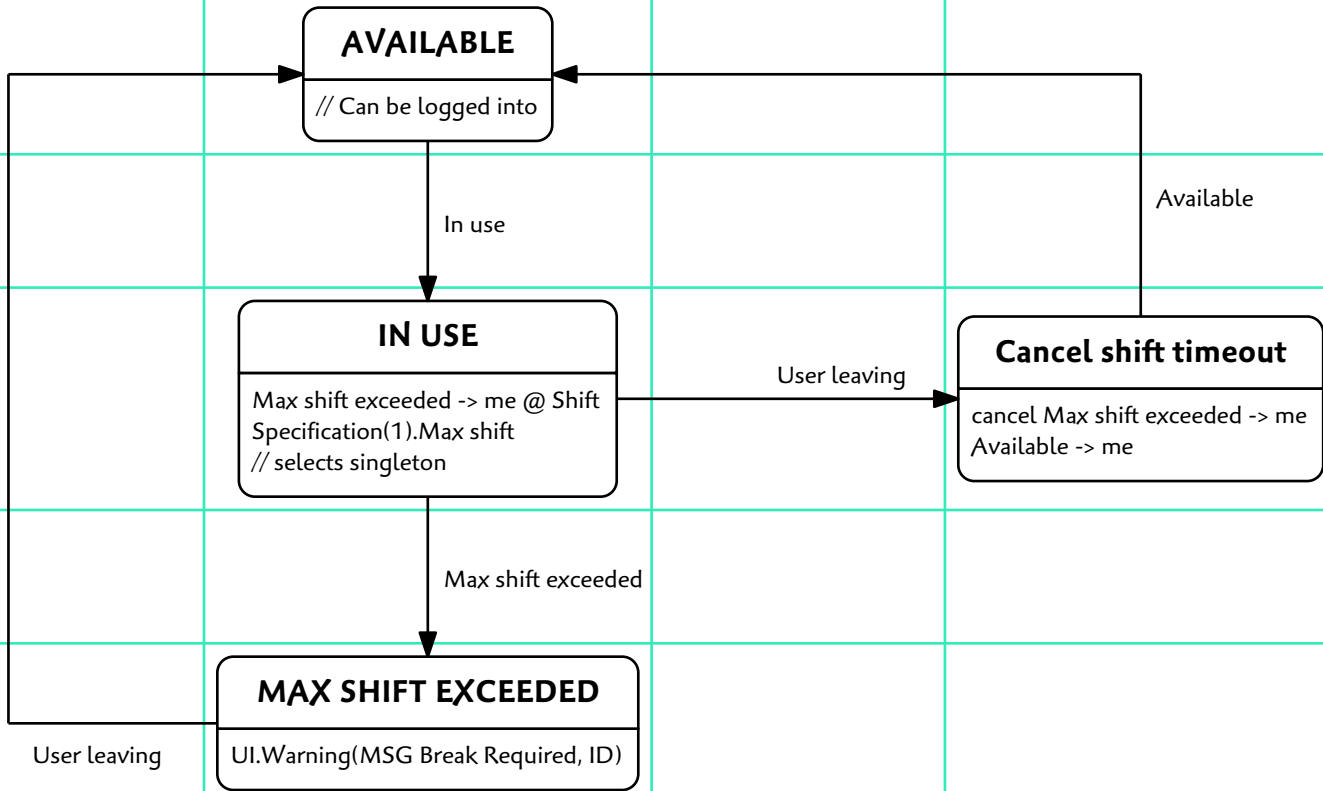 AVAILABLE
// Can be logged into
Available
In use
IN USE
Max shift exceeded -> me @ Shift
Specification(1).Max shift
// selects singleton
User leaving
Cancel shift timeout
cancel Max shift exceeded -> me
Available -> me
Max shift exceeded
MAX SHIFT EXCEEDED
UI.Warning(MSG Break Required, ID)
User leaving